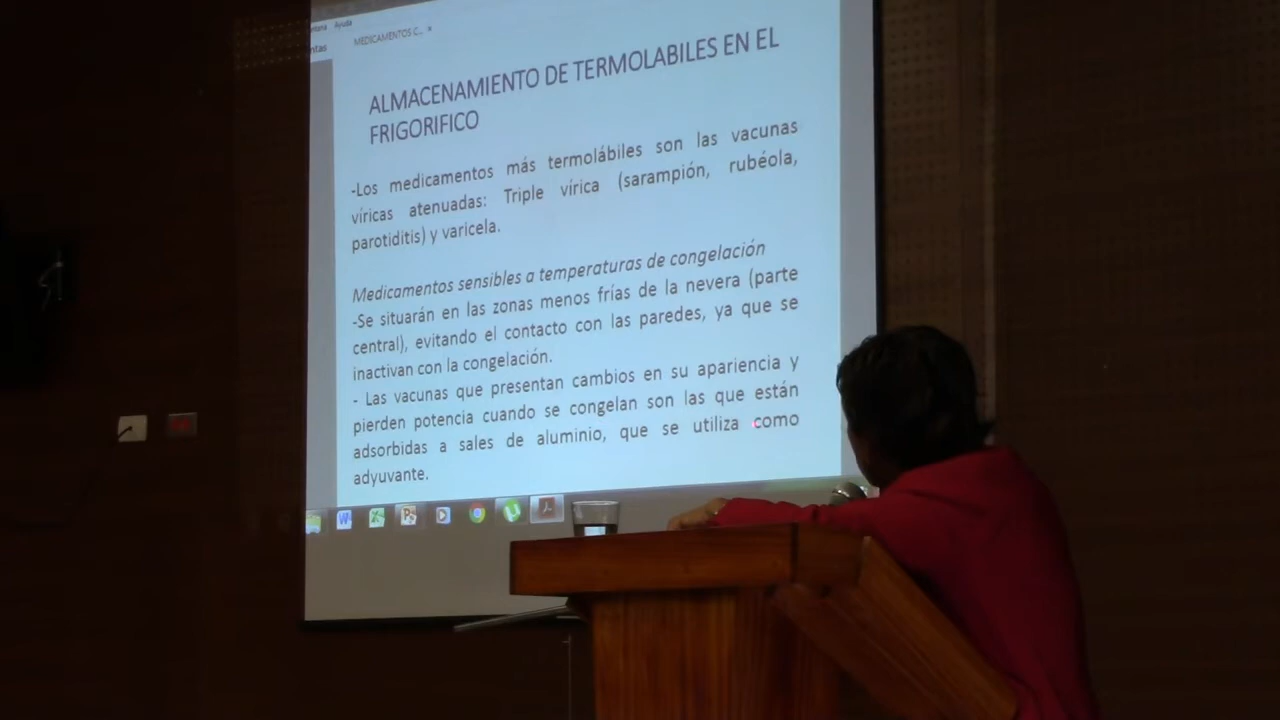 Ayuda
MEDICAMENTOS C... ×
ALMACENAMIENTO DE TERMOLABILES EN EL
FRIGORIFICO
-Los medicamentos más termolábiles son las vacunas
víricas atenuadas: Triple vírica (sarampión, rubéola,
parotiditis) y varicela.
Medicamentos sensibles a temperaturas de congelación
-Se situarán en las zonas menos frías de la nevera (parte
central), evitando el contacto con las paredes, ya que se
inactivan con la congelación.
- Las vacunas que presentan cambios en su apariencia y
pierden potencia cuando se congelan son las que están
adsorbidas a sales de aluminio, que se utiliza como
adyuvante.